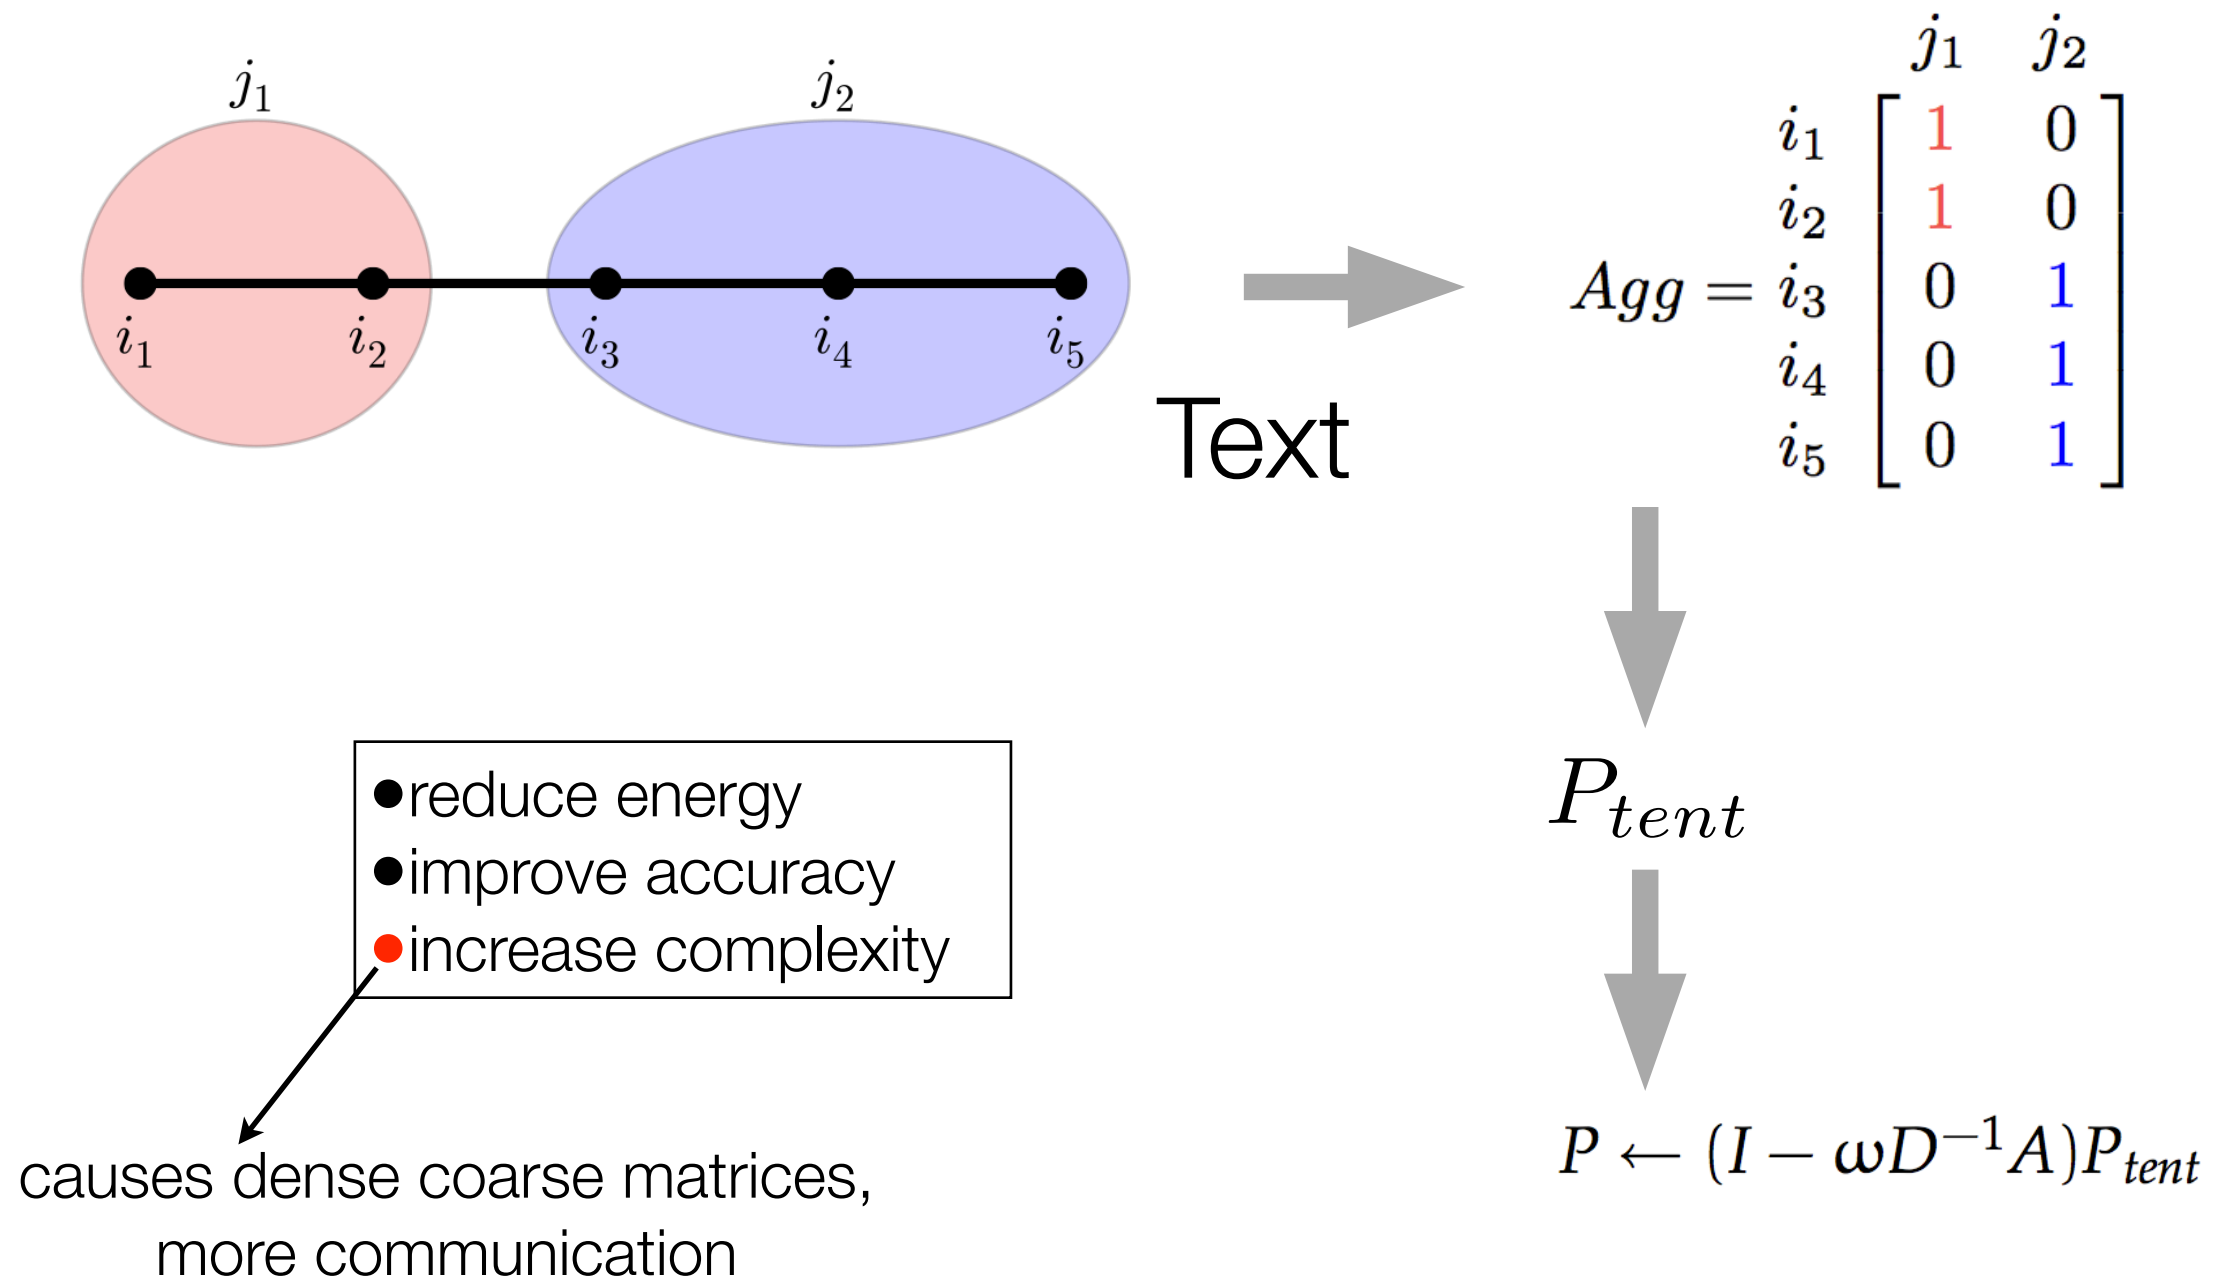 j₁ j₂
i₁ i₂ i₃ i₄ i₅
Text
j₁ j₂
i₁ 1 0
i₂ 1 0
Agg = i₃ 0 1
i₄ 0 1
i₅ 0 1
P_tent
P ← (I − ωD⁻¹A)P_tent
●reduce energy
●improve accuracy
●increase complexity
causes dense coarse matrices,
more communication